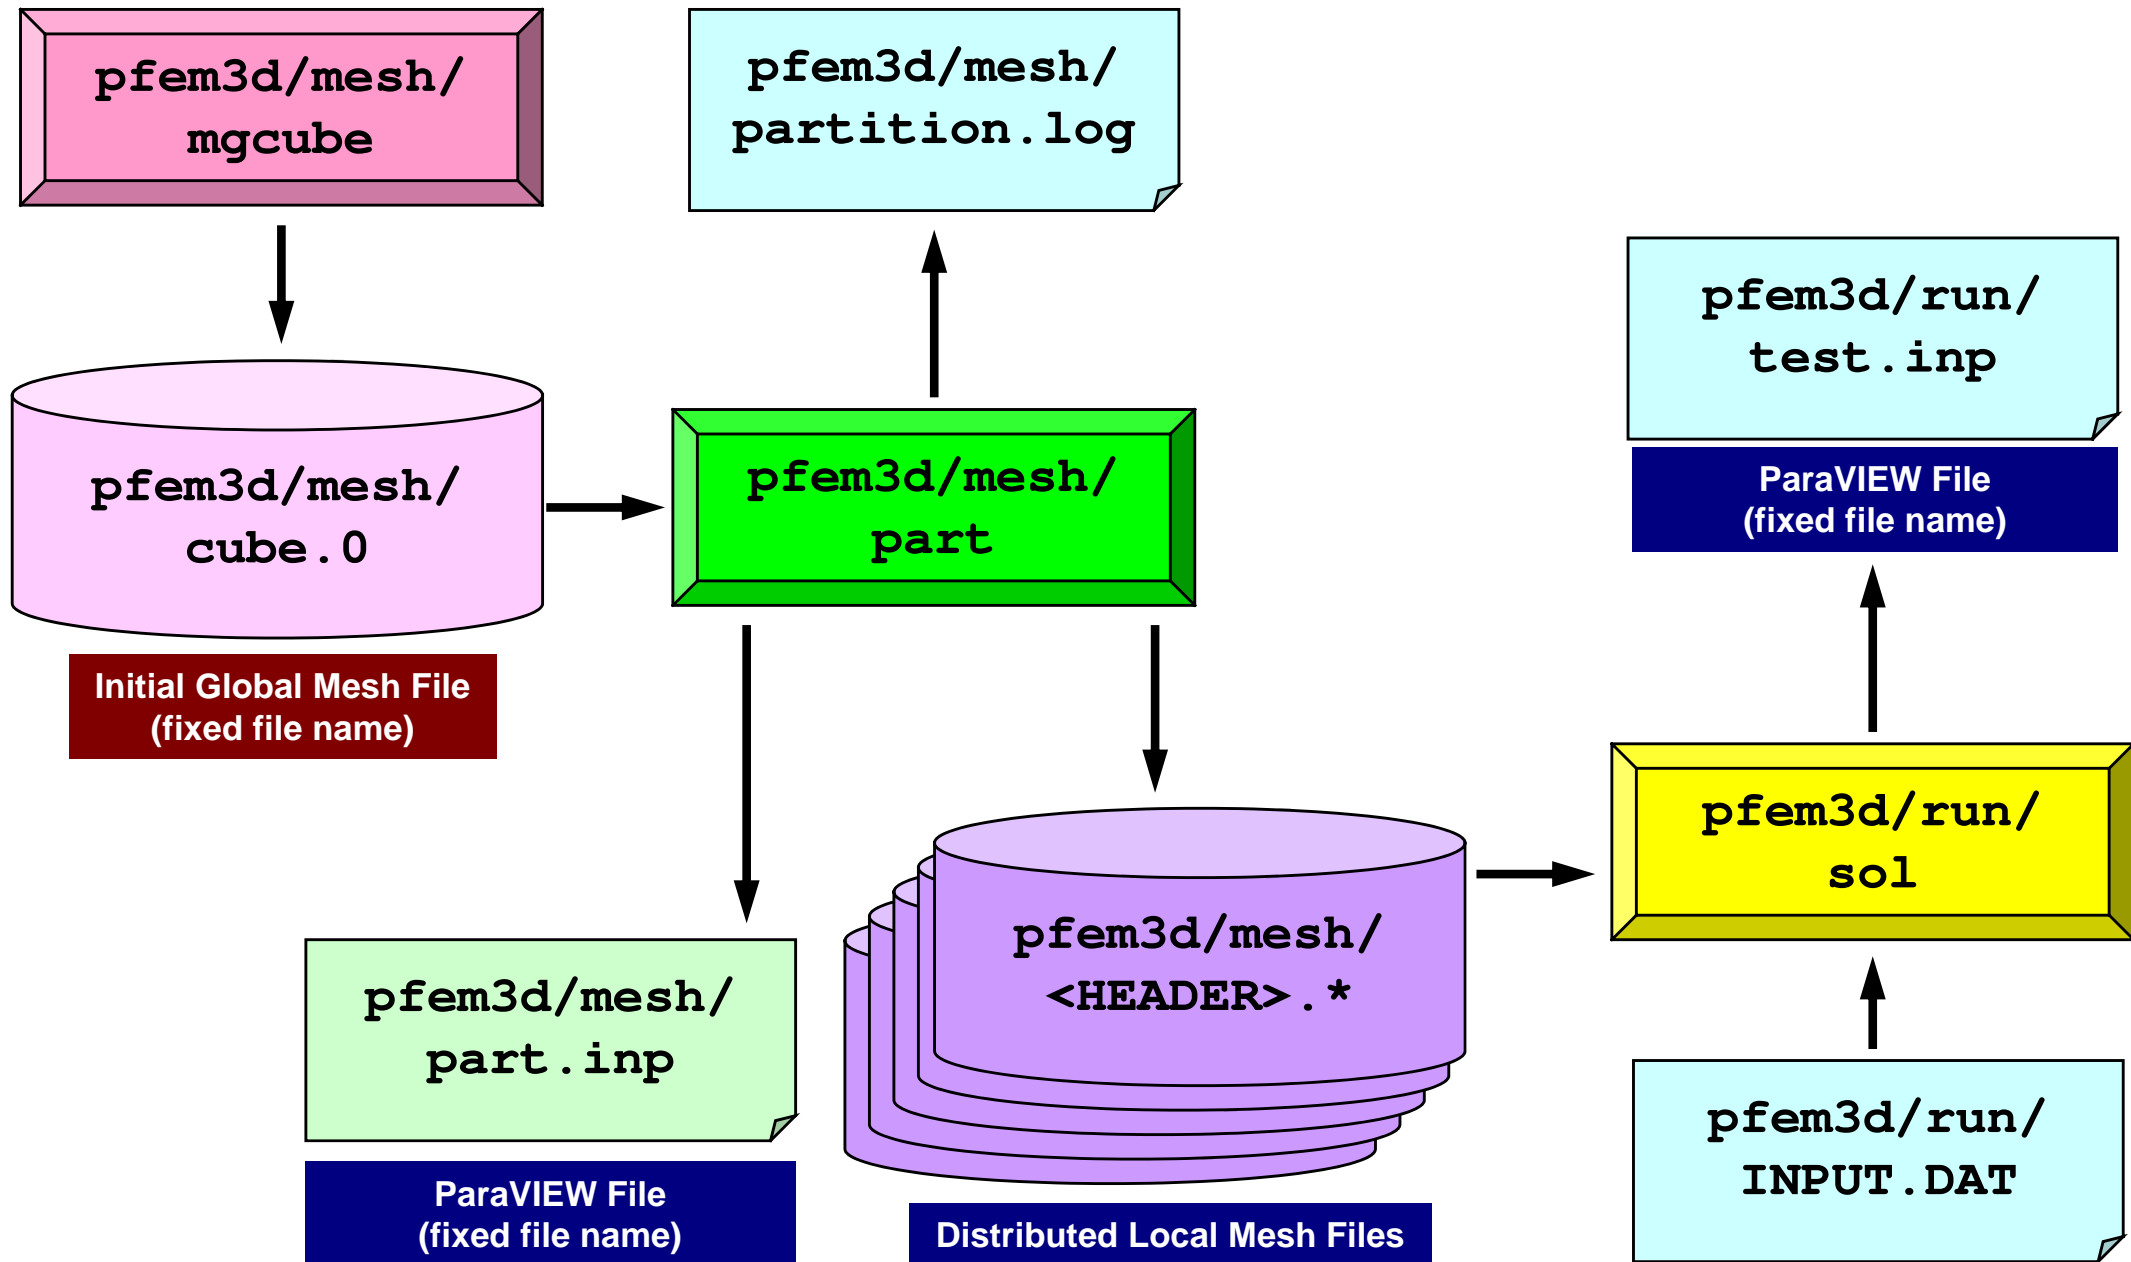 pfem3d/mesh/
mgcube
pfem3d/mesh/
partition.log
pfem3d/run/
test.inp
ParaVIEW File
(fixed file name)
pfem3d/mesh/
cube.0
Initial Global Mesh File
(fixed file name)
pfem3d/mesh/
part
pfem3d/run/
sol
pfem3d/mesh/
<HEADER>.*
Distributed Local Mesh Files
pfem3d/mesh/
part.inp
ParaVIEW File
(fixed file name)
pfem3d/run/
INPUT.DAT